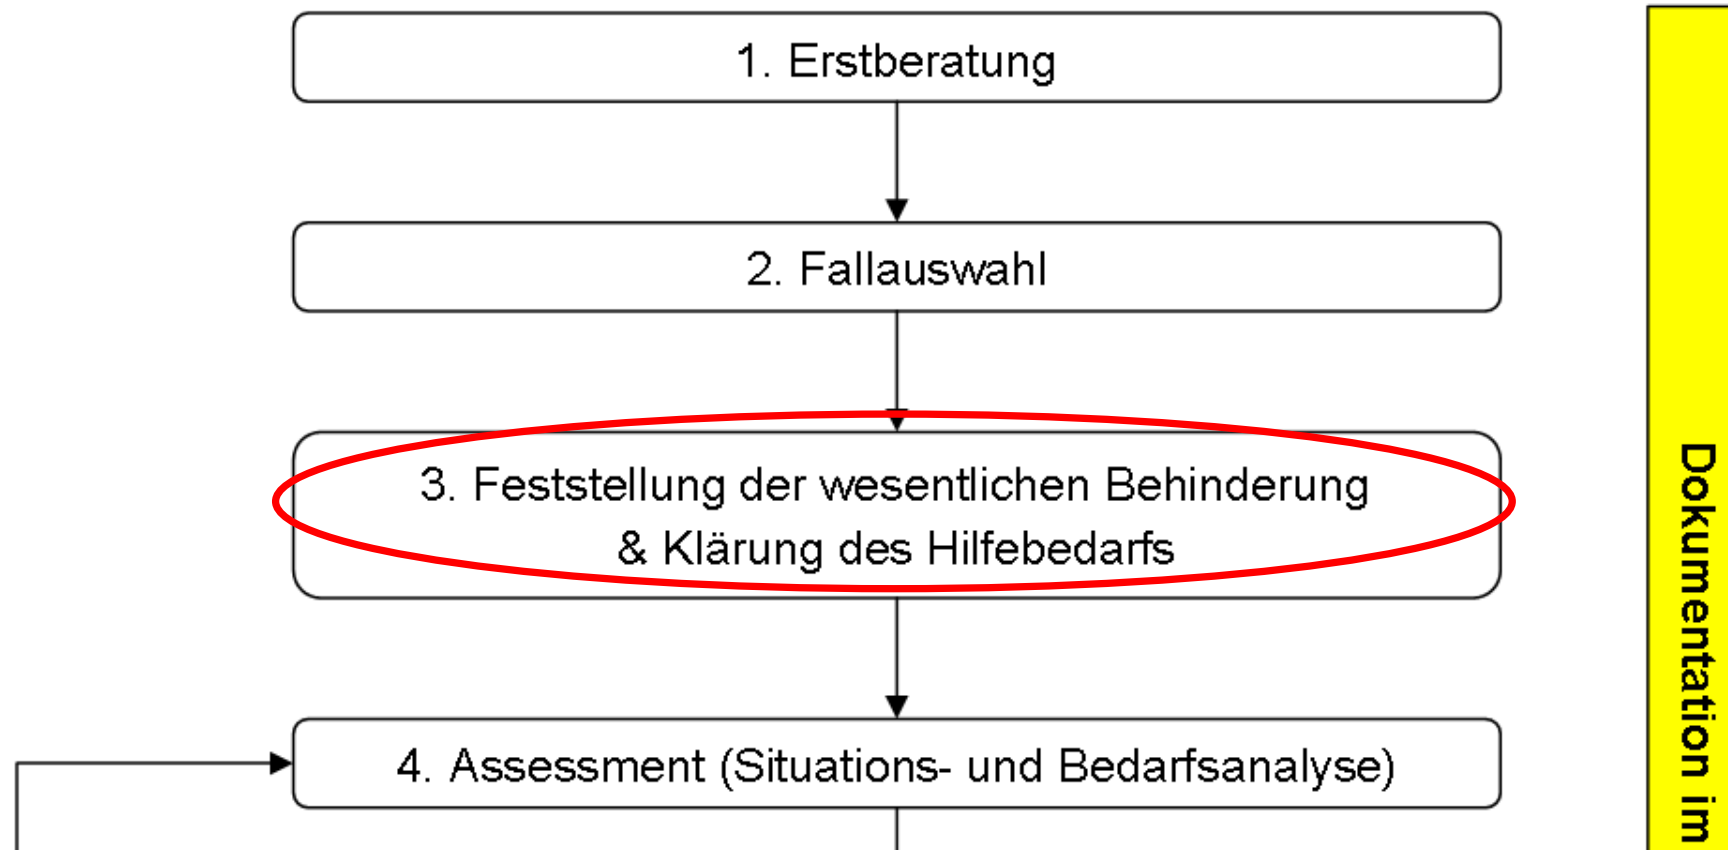 1. Erstberatung
2. Fallauswahl
3. Feststellung der wesentlichen Behinderung
& Klärung des Hilfebedarfs
4. Assessment (Situations- und Bedarfsanalyse)
Dokumentation im